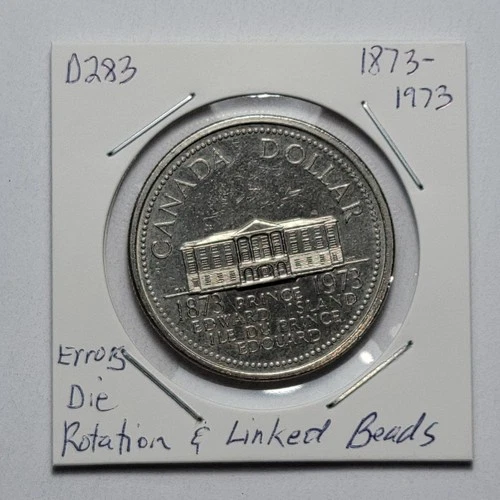 D283
1873-
1973
CANADA DOLLAR
1873 PRINCE 1973
EDWARD ISLAND
ILE DU PRINCE
EDOUARD
Errors
Die
Rotation & Linked Beads